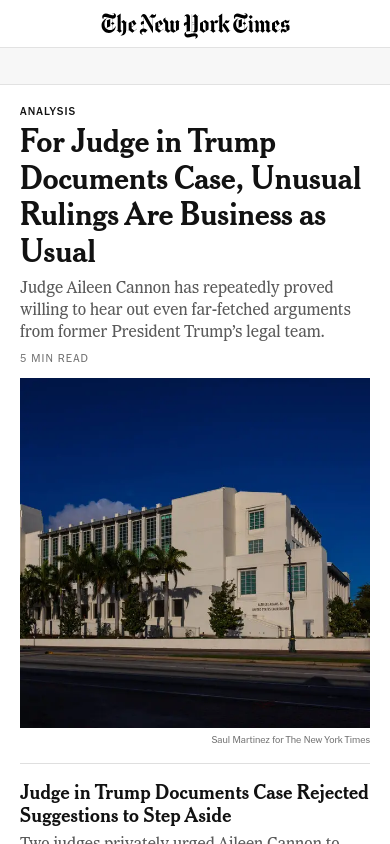 The New York Times
ANALYSIS
For Judge in Trump
Documents Case, Unusual
Rulings Are Business as
Usual
Judge Aileen Cannon has repeatedly proved
willing to hear out even far-fetched arguments
from former President Trump’s legal team.
5 MIN READ
Saul Martinez for The New York Times
Judge in Trump Documents Case Rejected
Suggestions to Step Aside
Two judges privately urged Aileen Cannon to